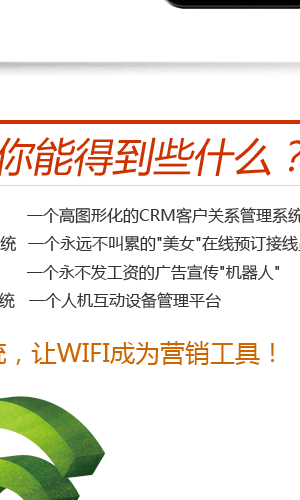 你能得到些什么？
一个高图形化的CRM客户关系管理系统
统 一个永远不叫累的"美女"在线预订接线
一个永不发工资的广告宣传"机器人"
统 一个人机互动设备管理平台
统，让WIFI成为营销工具！